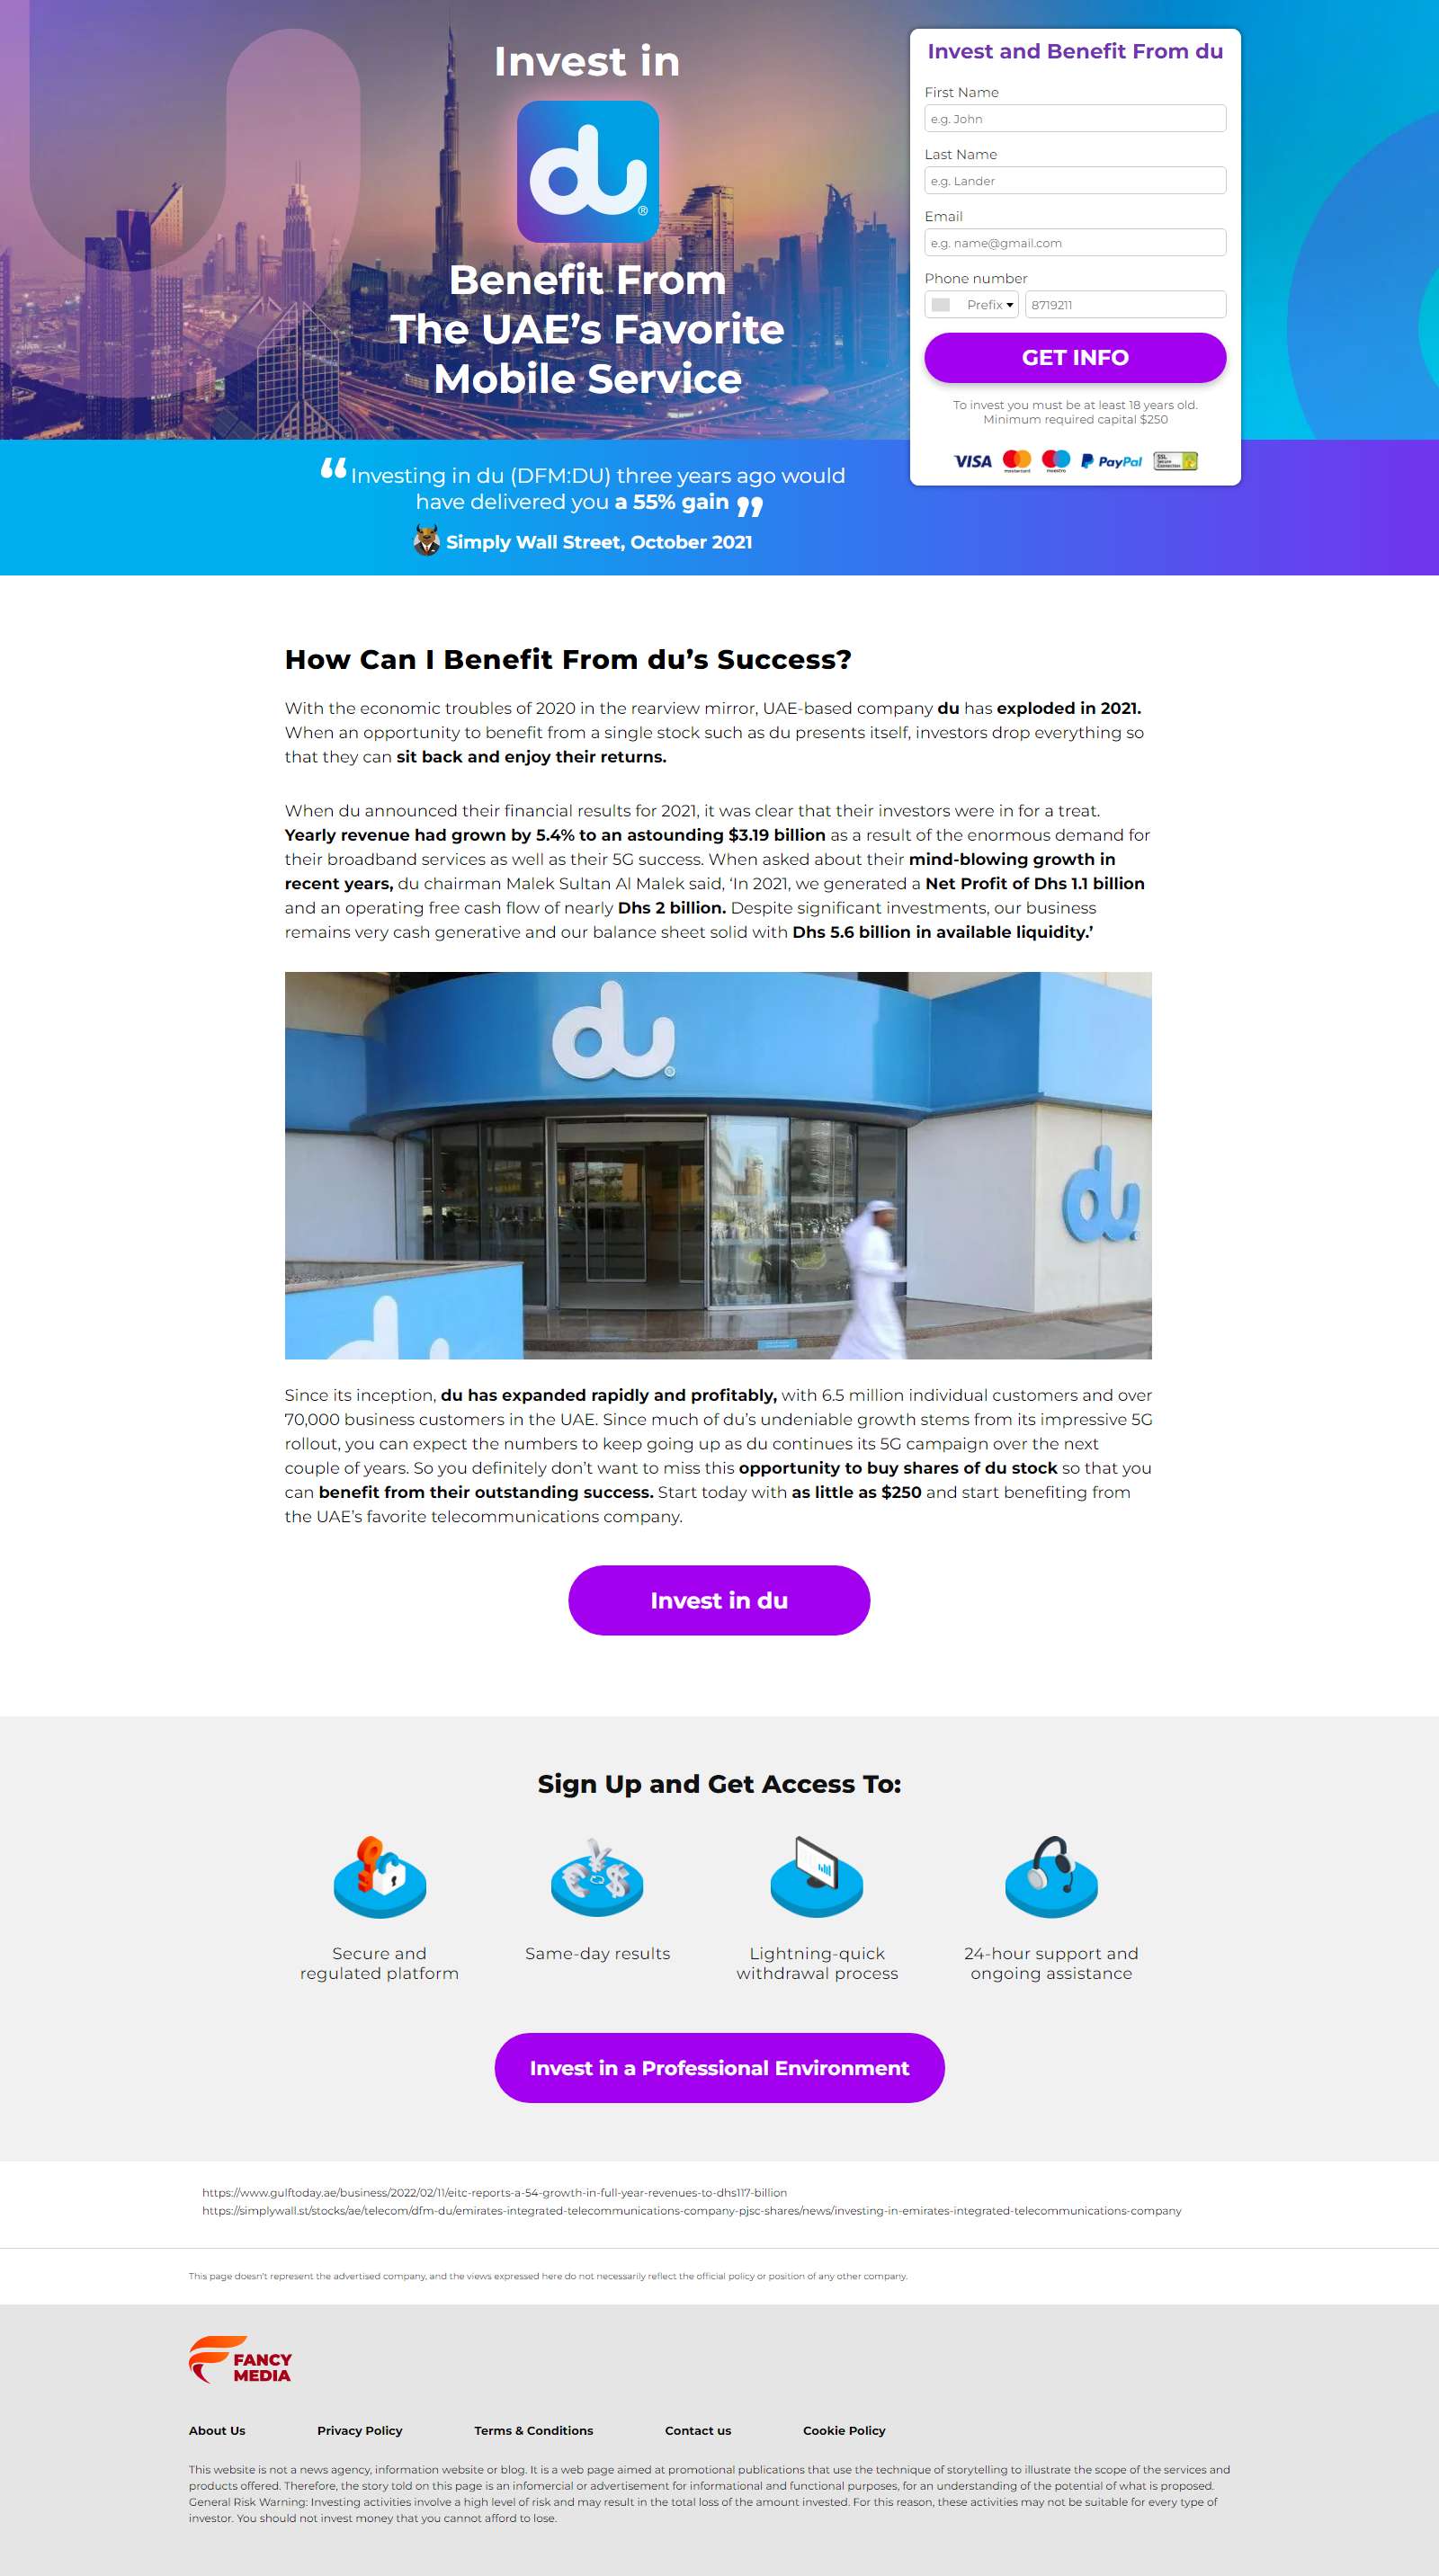 Invest in
du®
Benefit From
The UAE’s Favorite
Mobile Service
Invest and Benefit From du
First Name
e.g. John
Last Name
e.g. Lander
Email
e.g. name@gmail.com
Phone number
Prefix
8719211
GET INFO
To invest you must be at least 18 years old.
Minimum required capital $250
VISA
mastercard
maestro
PayPal
SSL
Secure
Connection
“Investing in du (DFM:DU) three years ago would
have delivered you a 55% gain”
Simply Wall Street, October 2021
How Can I Benefit From du’s Success?
With the economic troubles of 2020 in the rearview mirror, UAE-based company du has exploded in 2021.
When an opportunity to benefit from a single stock such as du presents itself, investors drop everything so
that they can sit back and enjoy their returns.
When du announced their financial results for 2021, it was clear that their investors were in for a treat.
Yearly revenue had grown by 5.4% to an astounding $3.19 billion as a result of the enormous demand for
their broadband services as well as their 5G success. When asked about their mind-blowing growth in
recent years, du chairman Malek Sultan Al Malek said, ‘In 2021, we generated a Net Profit of Dhs 1.1 billion
and an operating free cash flow of nearly Dhs 2 billion. Despite significant investments, our business
remains very cash generative and our balance sheet solid with Dhs 5.6 billion in available liquidity.’
du
du
du
Since its inception, du has expanded rapidly and profitably, with 6.5 million individual customers and over
70,000 business customers in the UAE. Since much of du’s undeniable growth stems from its impressive 5G
rollout, you can expect the numbers to keep going up as du continues its 5G campaign over the next
couple of years. So you definitely don’t want to miss this opportunity to buy shares of du stock so that you
can benefit from their outstanding success. Start today with as little as $250 and start benefiting from
the UAE’s favorite telecommunications company.
Invest in du
Sign Up and Get Access To:
Secure and
regulated platform
Same-day results
Lightning-quick
withdrawal process
24-hour support and
ongoing assistance
Invest in a Professional Environment
https://www.gulftoday.ae/business/2022/02/11/eitc-reports-a-54-growth-in-full-year-revenues-to-dhs117-billion
https://simplywall.st/stocks/ae/telecom/dfm-du/emirates-integrated-telecommunications-company-pjsc-shares/news/investing-in-emirates-integrated-telecommunications-company
This page doesn't represent the advertised company, and the views expressed here do not necessarily reflect the official policy or position of any other company.
FANCY
MEDIA
About Us
Privacy Policy
Terms & Conditions
Contact us
Cookie Policy
This website is not a news agency, information website or blog. It is a web page aimed at promotional publications that use the technique of storytelling to illustrate the scope of the services and
products offered. Therefore, the story told on this page is an infomercial or advertisement for informational and functional purposes, for an understanding of the potential of what is proposed.
General Risk Warning: Investing activities involve a high level of risk and may result in the total loss of the amount invested. For this reason, these activities may not be suitable for every type of
investor. You should not invest money that you cannot afford to lose.